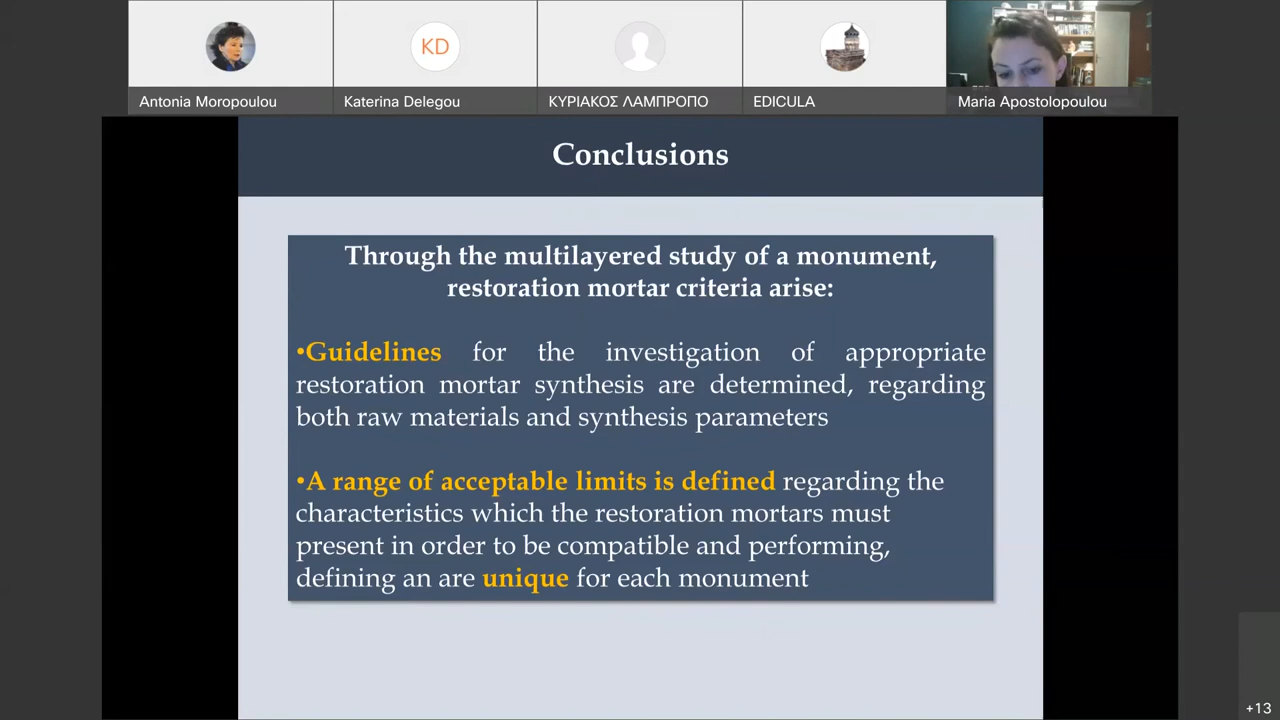 KD
Antonia Moropoulou
Katerina Delegou
ΚΥΡΙΑΚΟΣ ΛΑΜΠΡΟΠΟ
EDICULA
Maria Apostolopoulou
Conclusions
Through the multilayered study of a monument,
restoration mortar criteria arise:
•Guidelines for the investigation of appropriate
restoration mortar synthesis are determined, regarding
both raw materials and synthesis parameters
•A range of acceptable limits is defined regarding the
characteristics which the restoration mortars must
present in order to be compatible and performing,
defining an are unique for each monument
+13